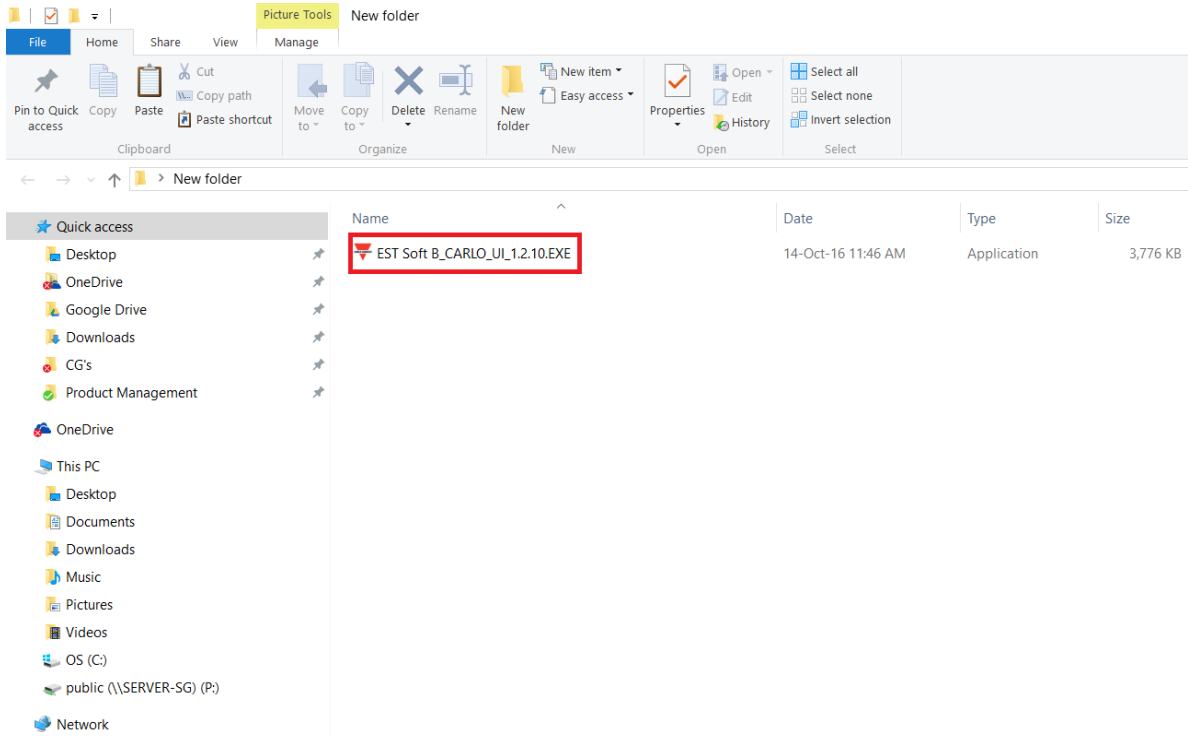 Picture Tools New folder
File Home Share View Manage
Pin to Quick access
Copy
Paste
Cut
Copy path
Paste shortcut
Clipboard
Move to
Copy to
Delete
Rename
Organize
New folder
New item
Easy access
New
Properties
Open
Edit
History
Open
Select all
Select none
Invert selection
Select
New folder
Name Date Type Size
EST Soft B_CARLO_UI_1.2.10.EXE 14-Oct-16 11:46 AM Application 3,776 KB
Quick access
Desktop
OneDrive
Google Drive
Downloads
CG's
Product Management
OneDrive
This PC
Desktop
Documents
Downloads
Music
Pictures
Videos
OS (C:)
public (\\SERVER-SG) (P:)
Network